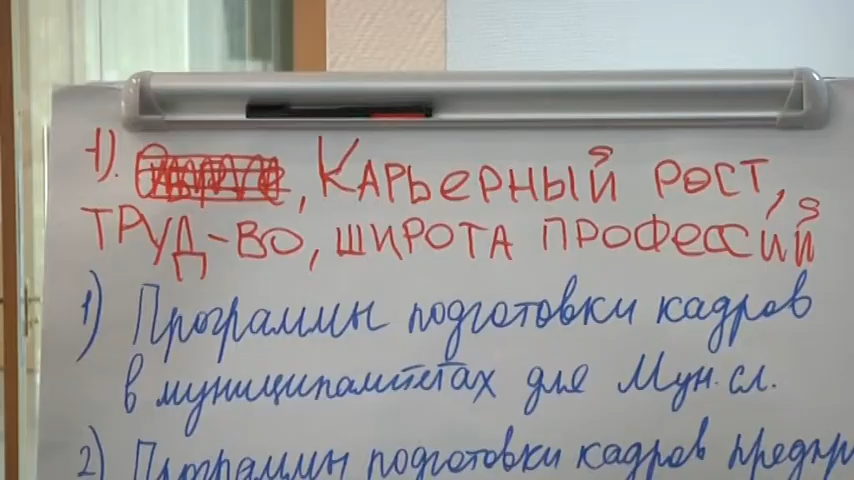 1). , КАРЬЕРНЫЙ РОСТ,
ТРУД-ВО, ШИРОТА ПРОФЕССИЙ
1) Программы подготовки кадров
в муниципалитетах для Мун. сл.
2) Программы подготовки кадров